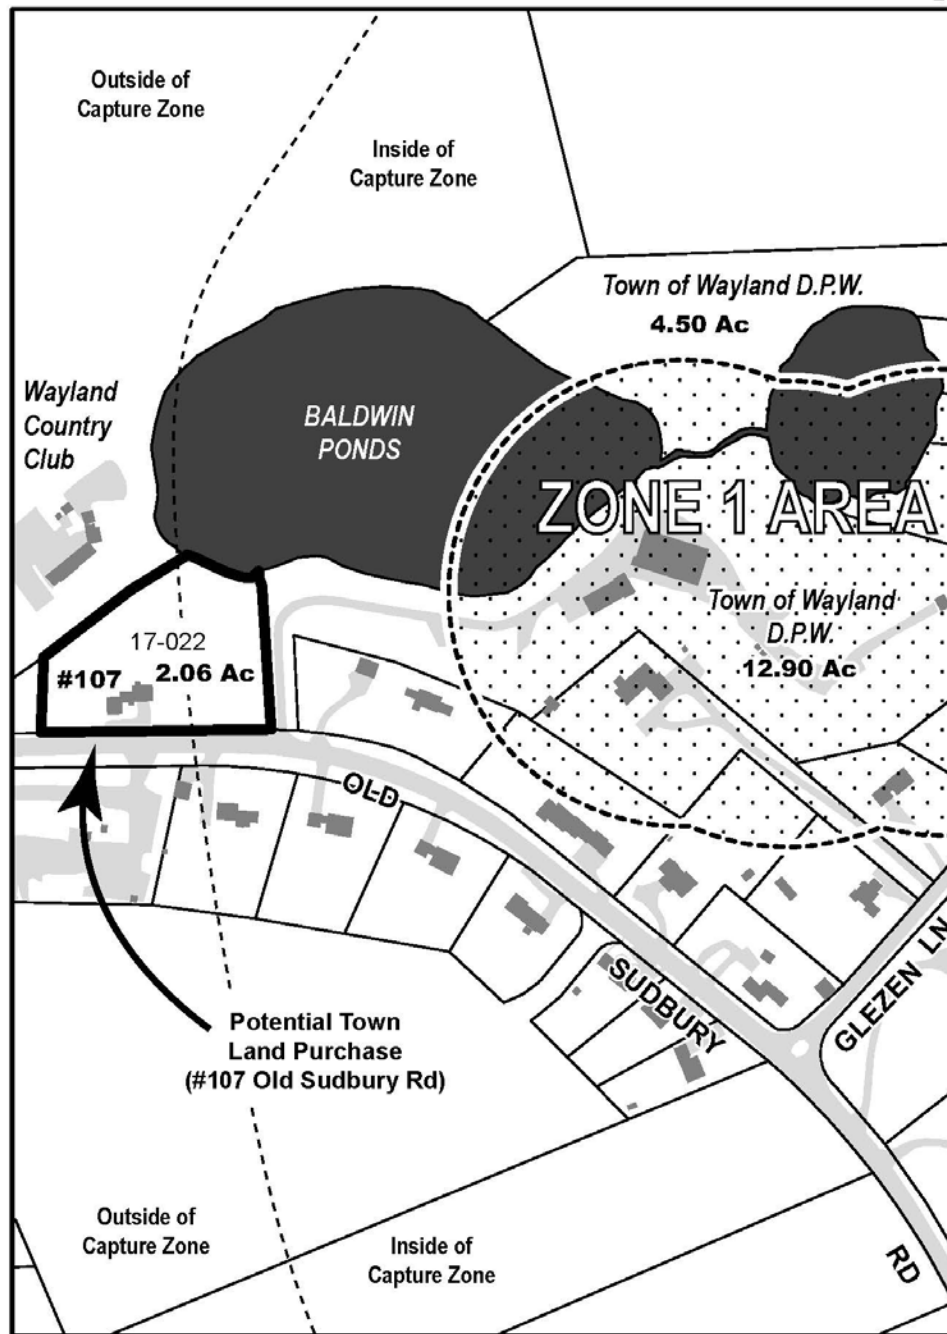 Outside of
Capture Zone
Inside of
Capture Zone
Town of Wayland D.P.W.
4.50 Ac
Wayland
Country
Club
BALDWIN
PONDS
ZONE 1 AREA
Town of Wayland
D.P.W.
12.90 Ac
17-022
#107 2.06 Ac
OLD
SUDBURY
GLEZEN LN
Potential Town
Land Purchase
(#107 Old Sudbury Rd)
Outside of
Capture Zone
Inside of
Capture Zone
RD